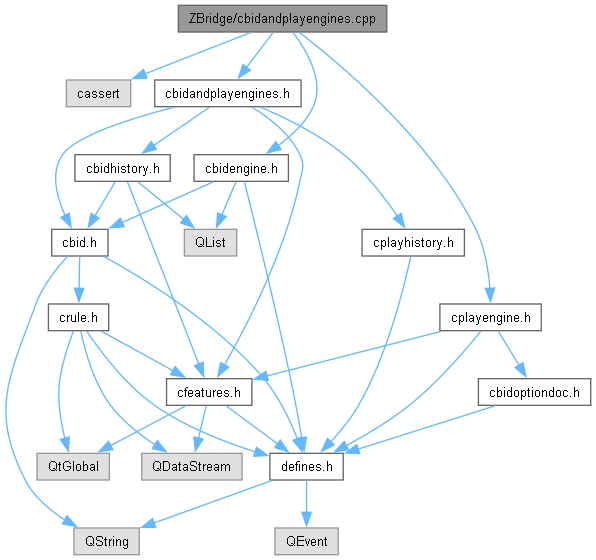 ZBridge/cbidandplayengines.cpp
cassert
cbidandplayengines.h
cbidhistory.h
cbidengine.h
cbid.h
QList
cplayhistory.h
crule.h
cplayengine.h
cfeatures.h
cbidoptiondoc.h
QtGlobal
QDataStream
defines.h
QString
QEvent